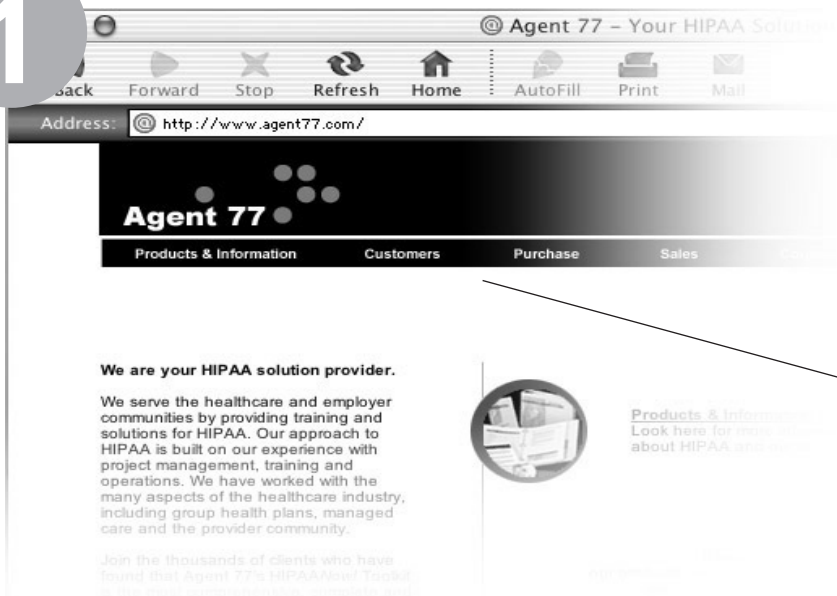 1
@ Agent 77 – Your HIPAA Solution
Back Forward Stop Refresh Home AutoFill Print Mail
Address: @ http://www.agent77.com/
Agent 77
Products & Information Customers Purchase Sales
We are your HIPAA solution provider.
We serve the healthcare and employer
communities by providing training and
solutions for HIPAA. Our approach to
HIPAA is built on our experience with
project management, training and
operations. We have worked with the
many aspects of the healthcare industry,
including group health plans, managed
care and the provider community.
Products & Information
Look here for more
about HIPAA and
Join the thousands of clients who have
found that Agent 77's HIPAANow! Toolkit